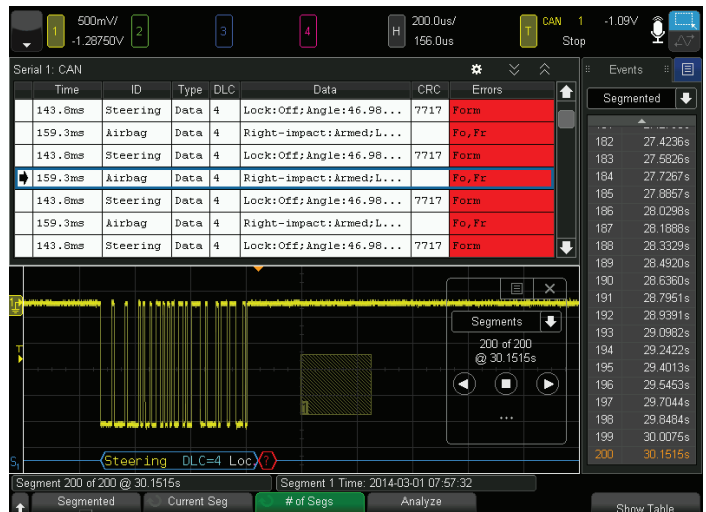 1 500mV/ -1.28750V 2 3 4 H 200.0us/ 156.0us T CAN 1 -1.09V Stop
Serial 1: CAN
Time ID Type DLC Data CRC Errors
143.8ms Steering Data 4 Lock:Off;Angle:46.98... 7717 Form
159.3ms Airbag Data 4 Right-impact:Armed;L... Fo,Fr
143.8ms Steering Data 4 Lock:Off;Angle:46.98... 7717 Form
159.3ms Airbag Data 4 Right-impact:Armed;L... Fo,Fr
143.8ms Steering Data 4 Lock:Off;Angle:46.98... 7717 Form
159.3ms Airbag Data 4 Right-impact:Armed;L... Fo,Fr
143.8ms Steering Data 4 Lock:Off;Angle:46.98... 7717 Form
Events
Segmented
182 27.4236s
183 27.5826s
184 27.7267s
185 27.8857s
186 28.0298s
187 28.1888s
188 28.3329s
189 28.4920s
190 28.6360s
191 28.7951s
192 28.9391s
193 29.0982s
194 29.2422s
195 29.4013s
196 29.5453s
197 29.7044s
198 29.8484s
199 30.0075s
200 30.1515s
Segments
200 of 200
@ 30.1515s
...
T
S1 Steering DLC=4 Loc ?
Segment 200 of 200 @ 30.1515s Segment 1 Time: 2014-03-01 07:57:32
Segmented Current Seg # of Segs Analyze Show Table